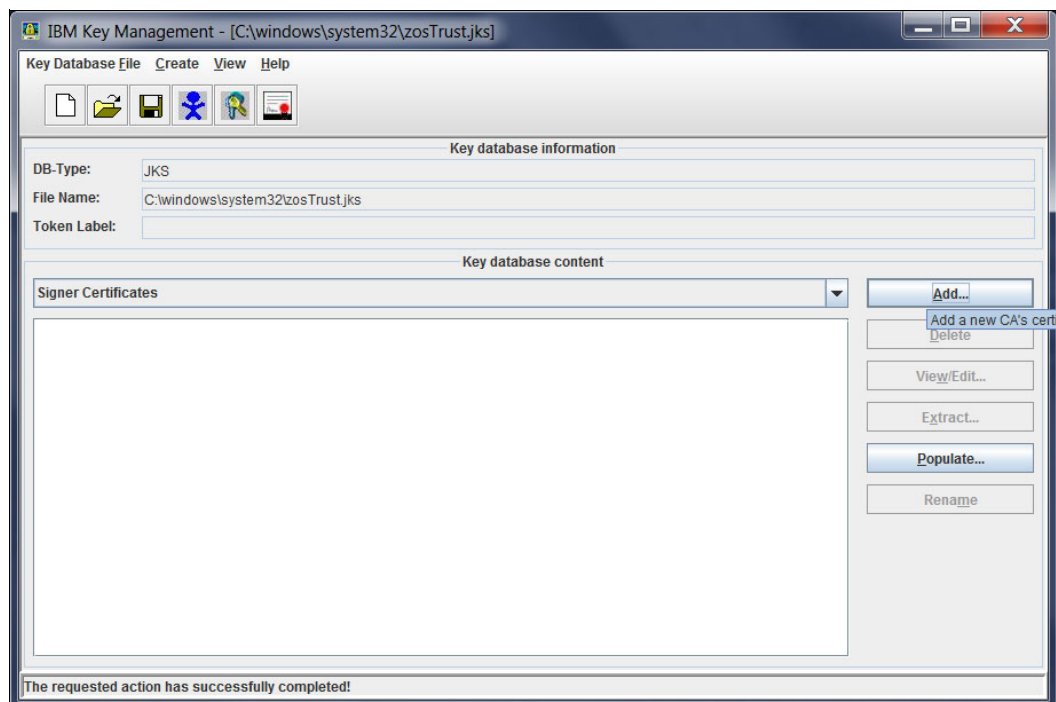 IBM Key Management - [C:\windows\system32\zosTrust.jks]
Key Database File Create View Help
Key database information
DB-Type: JKS
File Name: C:\windows\system32\zosTrust.jks
Token Label:
Key database content
Signer Certificates
Add...
Add a new CA's certi
Delete
View/Edit...
Extract...
Populate...
Rename
The requested action has successfully completed!